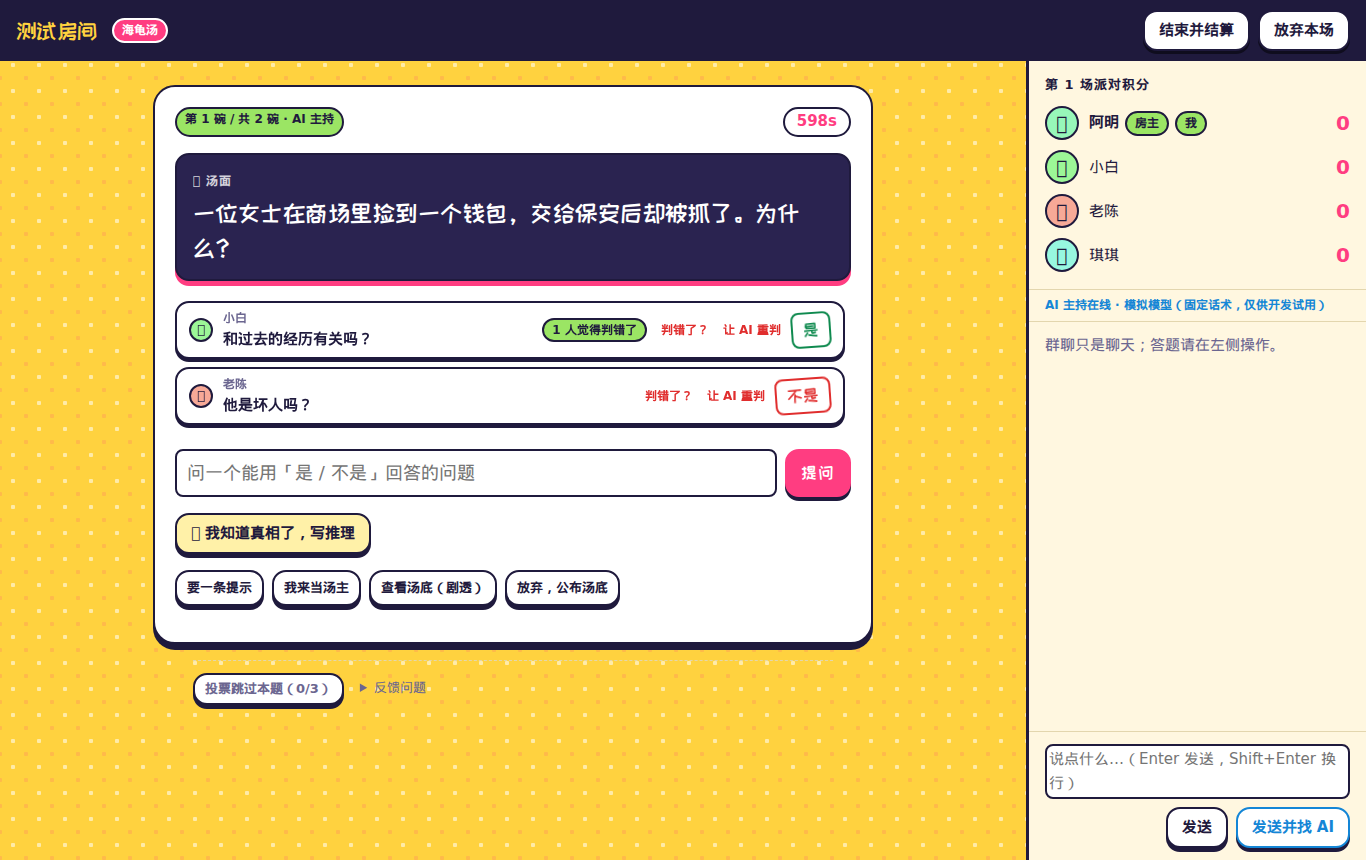 测试房间
海龟汤
结束并结算
放弃本场
第 1 碗 / 共 2 碗 · AI 主持
598s
汤面
一位女士在商场里捡到一个钱包，交给保安后却被抓了。为什
么？
小白
和过去的经历有关吗？
1 人觉得判错了
判错了？
让 AI 重判
是
老陈
他是坏人吗？
判错了？
让 AI 重判
不是
问一个能用「是 / 不是」回答的问题
提问
我知道真相了，写推理
要一条提示
我来当汤主
查看汤底（剧透）
放弃，公布汤底
投票跳过本题（0/3）
▶ 反馈问题
第 1 场派对积分
阿明
房主
我
0
小白
0
老陈
0
琪琪
0
AI 主持在线 · 模拟模型（固定话术，仅供开发试用）
群聊只是聊天；答题请在左侧操作。
说点什么…（Enter 发送，Shift+Enter 换
行）
发送
发送并找 AI